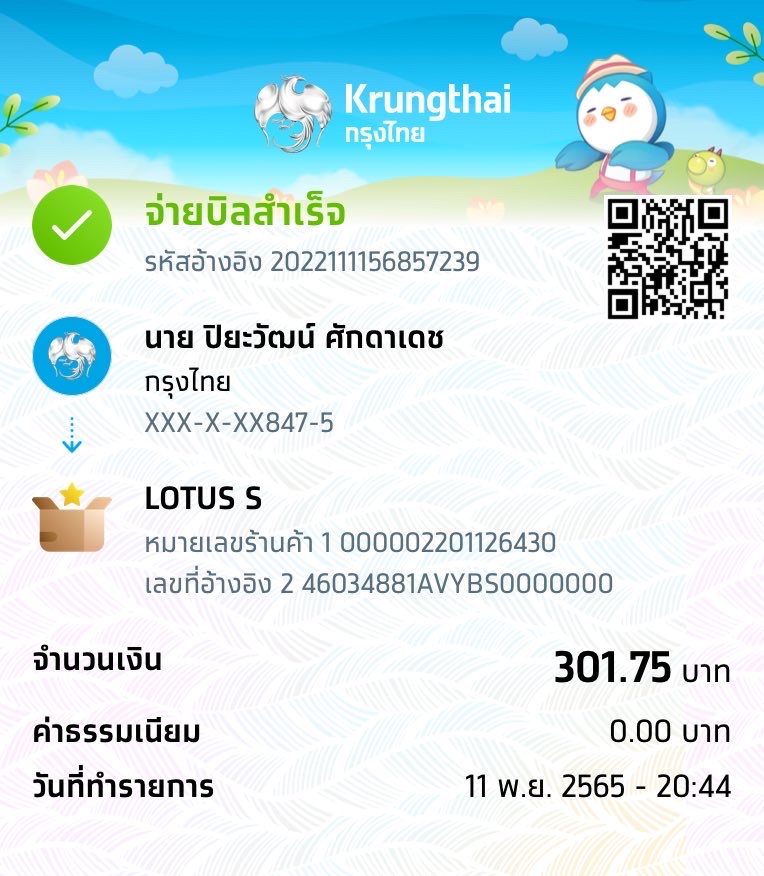 Krungthai
กรุงไทย
จ่ายบิลสำเร็จ
รหัสอ้างอิง 2022111156857239
นาย ปิยะวัฒน์ ศักดาเดช
กรุงไทย
XXX-X-XX847-5
LOTUS S
หมายเลขร้านค้า 1 000002201126430
เลขที่อ้างอิง 2 46034881AVYBS0000000
จำนวนเงิน 301.75 บาท
ค่าธรรมเนียม 0.00 บาท
วันที่ทำรายการ 11 พ.ย. 2565 - 20:44